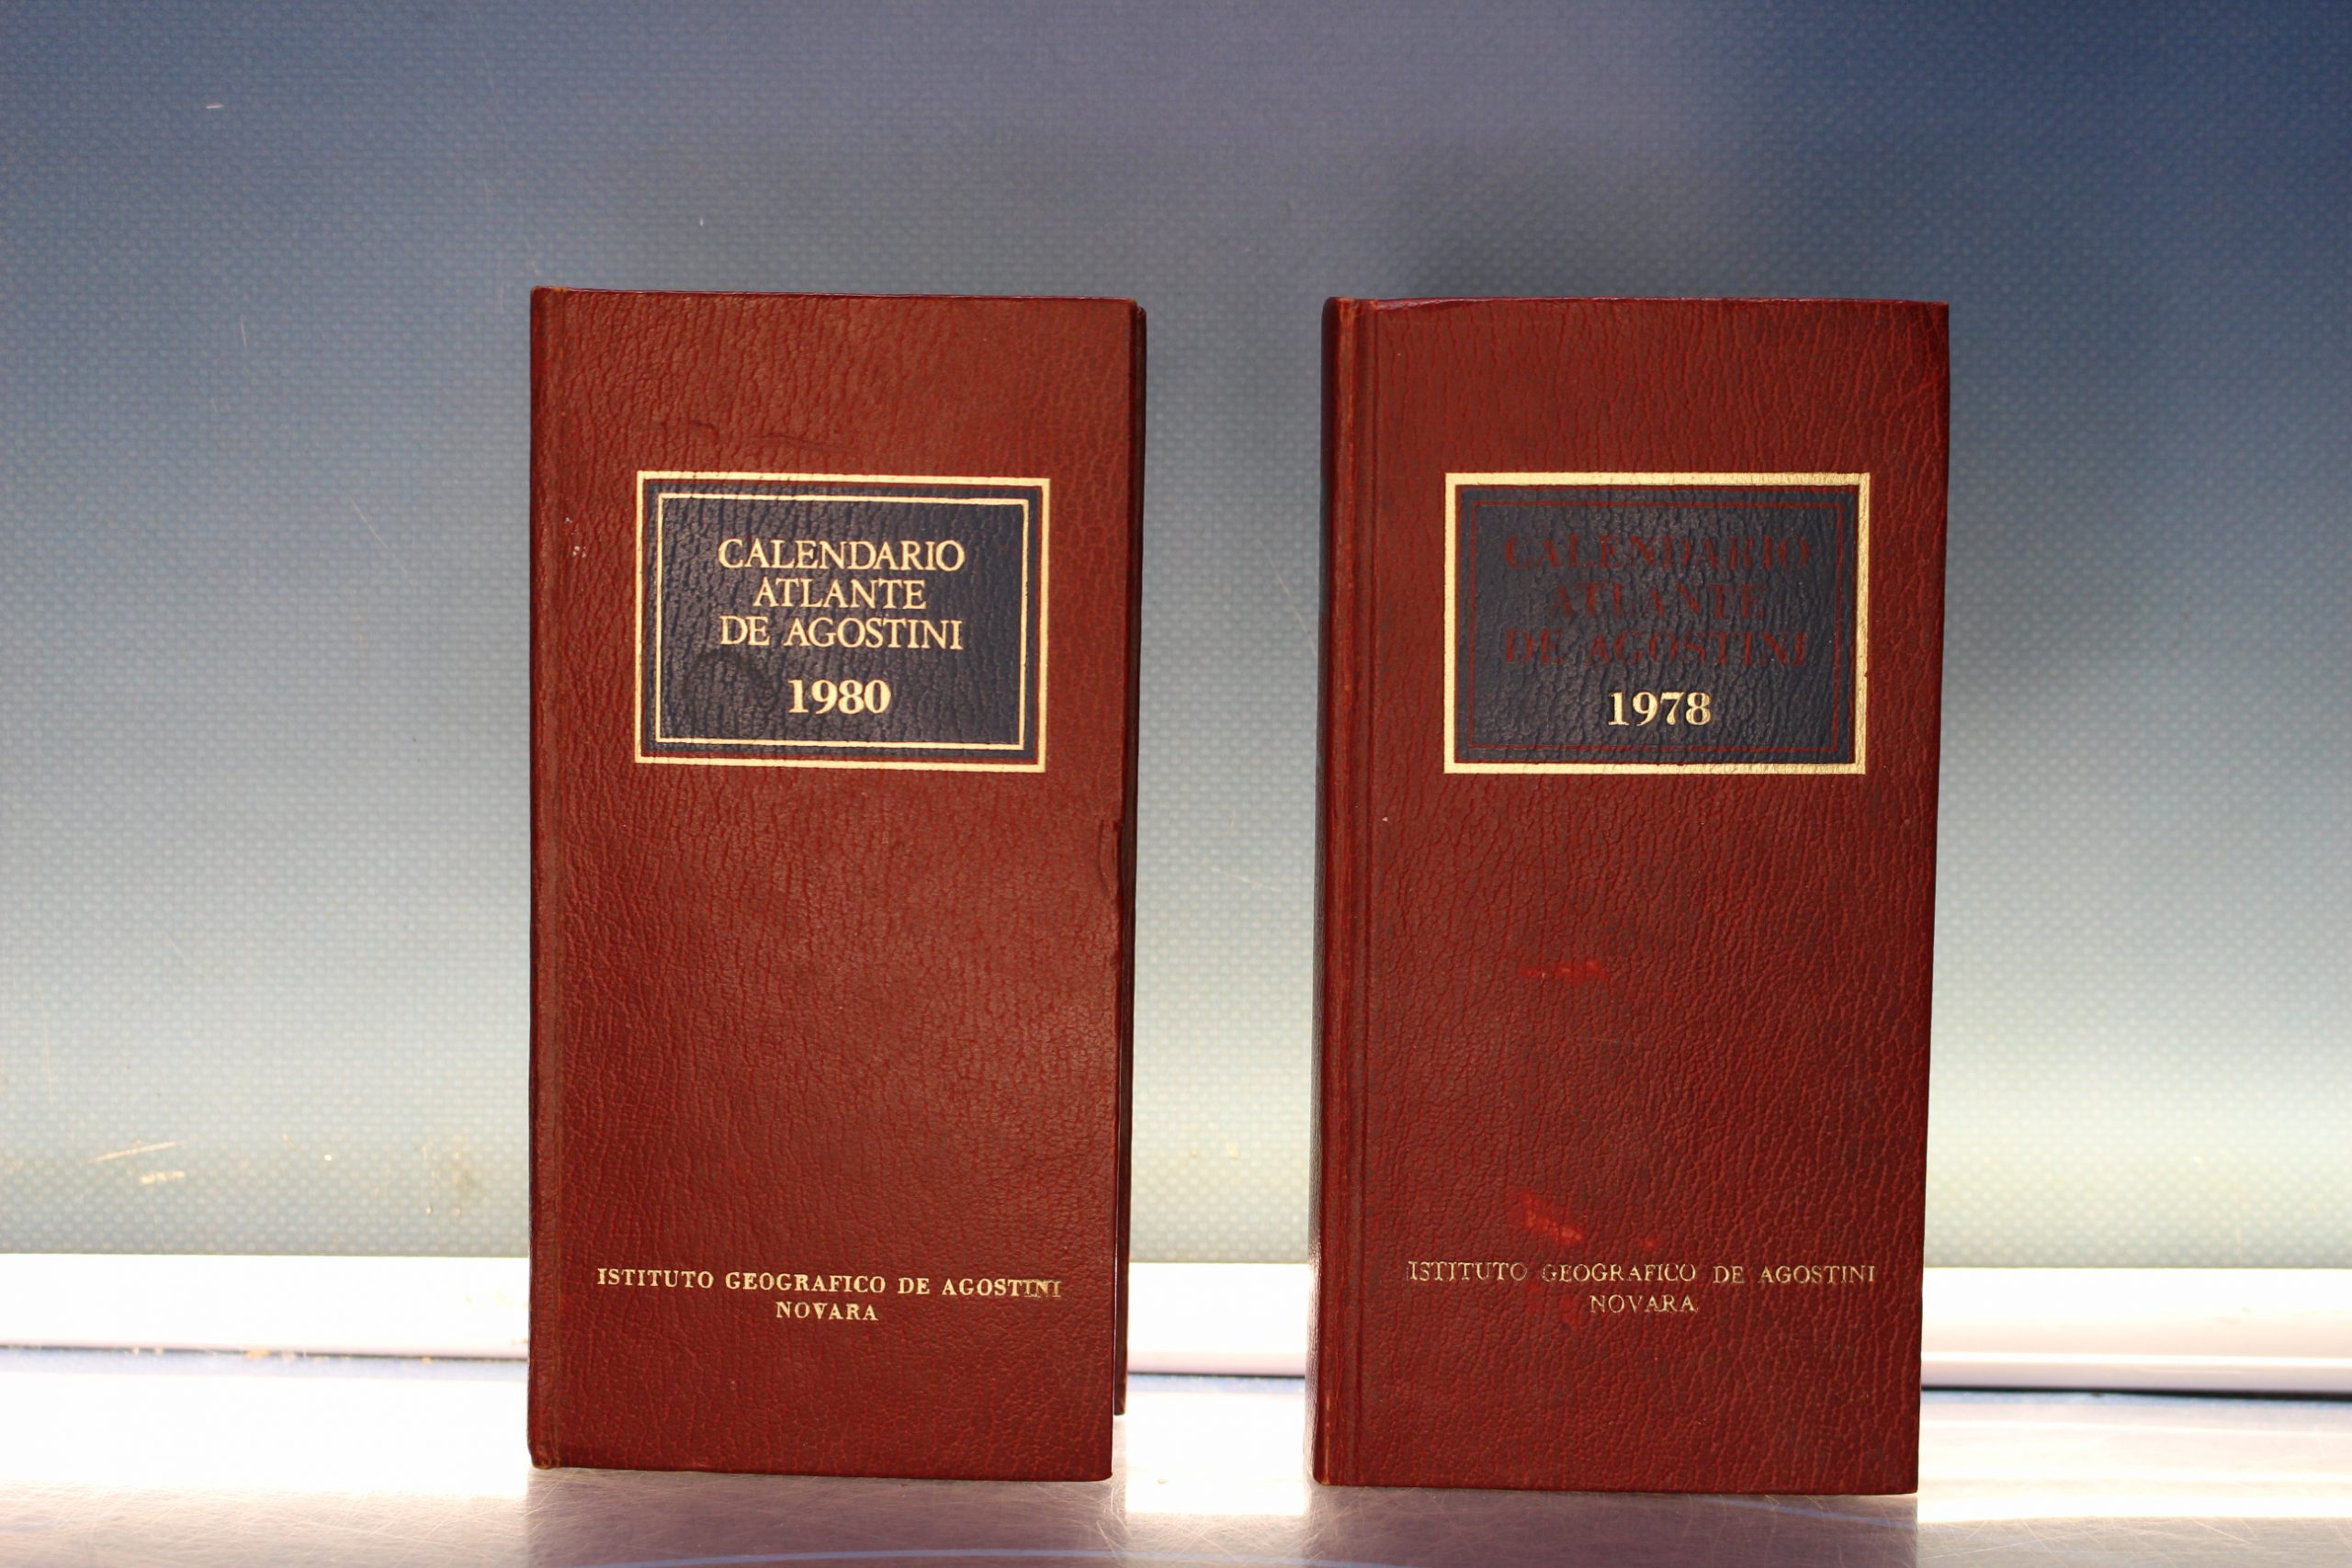 CALENDARIO
ATLANTE
DE AGOSTINI
1980
ISTITUTO GEOGRAFICO DE AGOSTINI
NOVARA
CALENDARIO
ATLANTE
DE AGOSTINI
1978
ISTITUTO GEOGRAFICO DE AGOSTINI
NOVARA